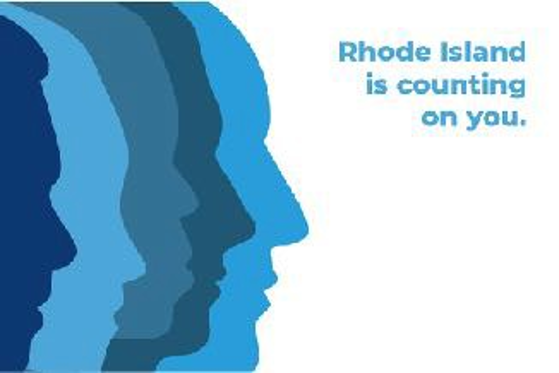 Rhode Island
is counting
on you.